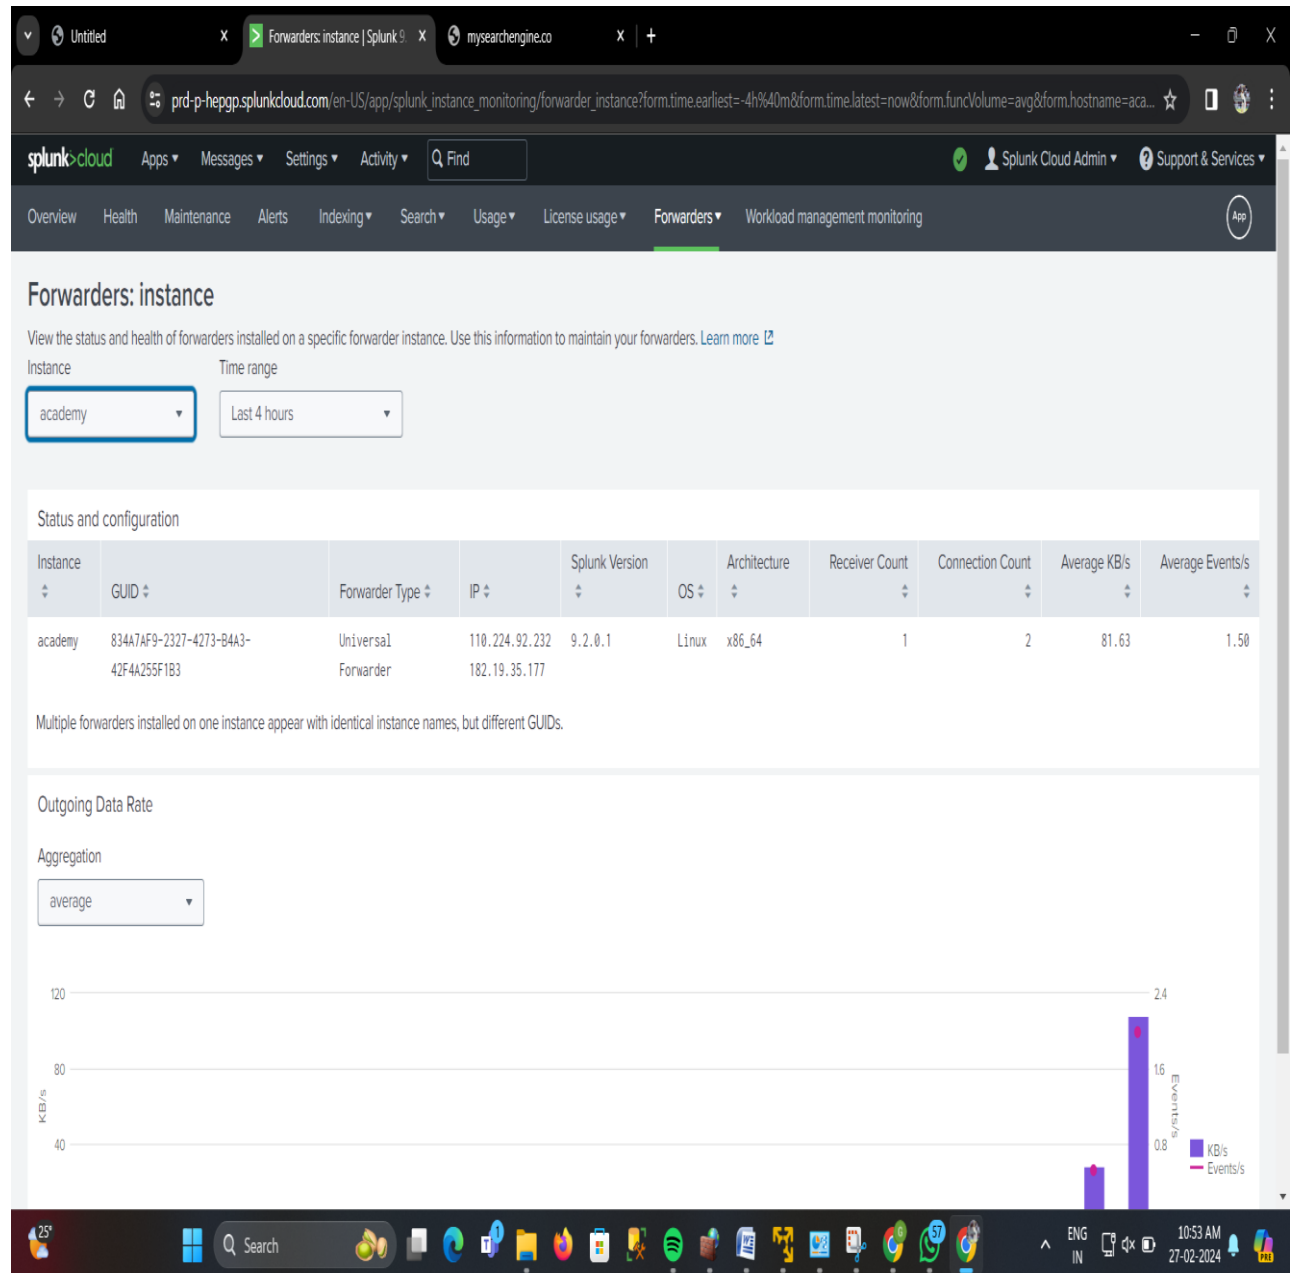 Untitled
Forwarders: instance | Splunk 9.
mysearchengine.co
prd-p-hepgp.splunkcloud.com/en-US/app/splunk_instance_monitoring/forwarder_instance?form.time.earliest=-4h%40m&form.time.latest=now&form.funcVolume=avg&form.hostname=aca...
splunk>cloud Apps Messages Settings Activity Find Splunk Cloud Admin Support & Services
Overview Health Maintenance Alerts Indexing Search Usage License usage Forwarders Workload management monitoring App
Forwarders: instance
View the status and health of forwarders installed on a specific forwarder instance. Use this information to maintain your forwarders. Learn more
Instance Time range
academy Last 4 hours
Status and configuration
Instance GUID Forwarder Type IP Splunk Version OS Architecture Receiver Count Connection Count Average KB/s Average Events/s
academy 834A7AF9-2327-4273-B4A3- Universal 110.224.92.232 9.2.0.1 Linux x86_64 1 2 81.63 1.50
42F4A255F1B3 Forwarder 182.19.35.177
Multiple forwarders installed on one instance appear with identical instance names, but different GUIDs.
Outgoing Data Rate
Aggregation
average
120 2.4
80 1.6
KB/s Events/s
40 0.8
KB/s
Events/s
25°
Search
1
57
ENG
IN
10:53 AM
27-02-2024
PRE